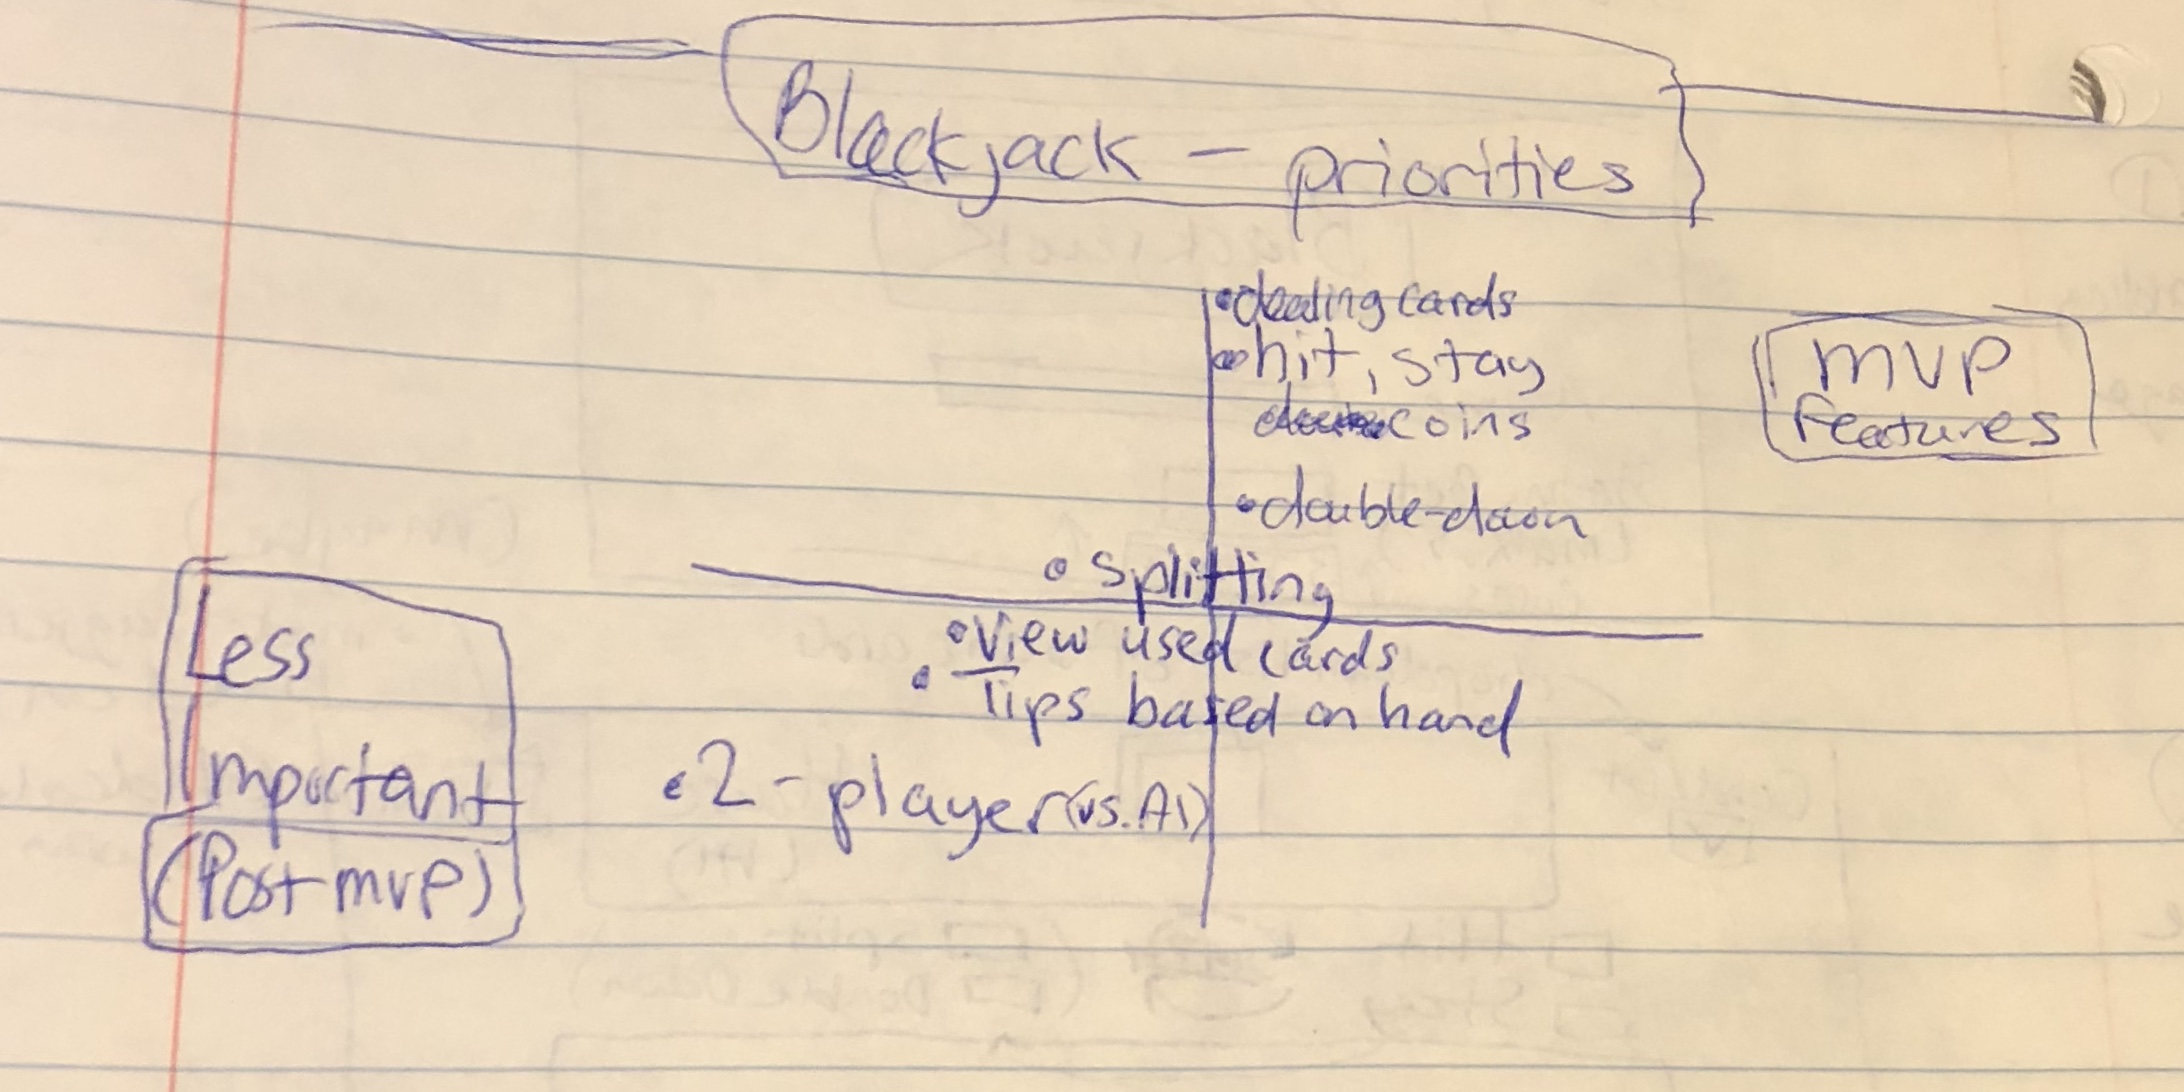 Blackjack - priorities
• dealing cards
• hit, stay
coins
MVP
Features
• double-down
• splitting
• View used cards
• Tips based on hand
• 2-player (vs. AI)
Less
Important
(Post MVP)